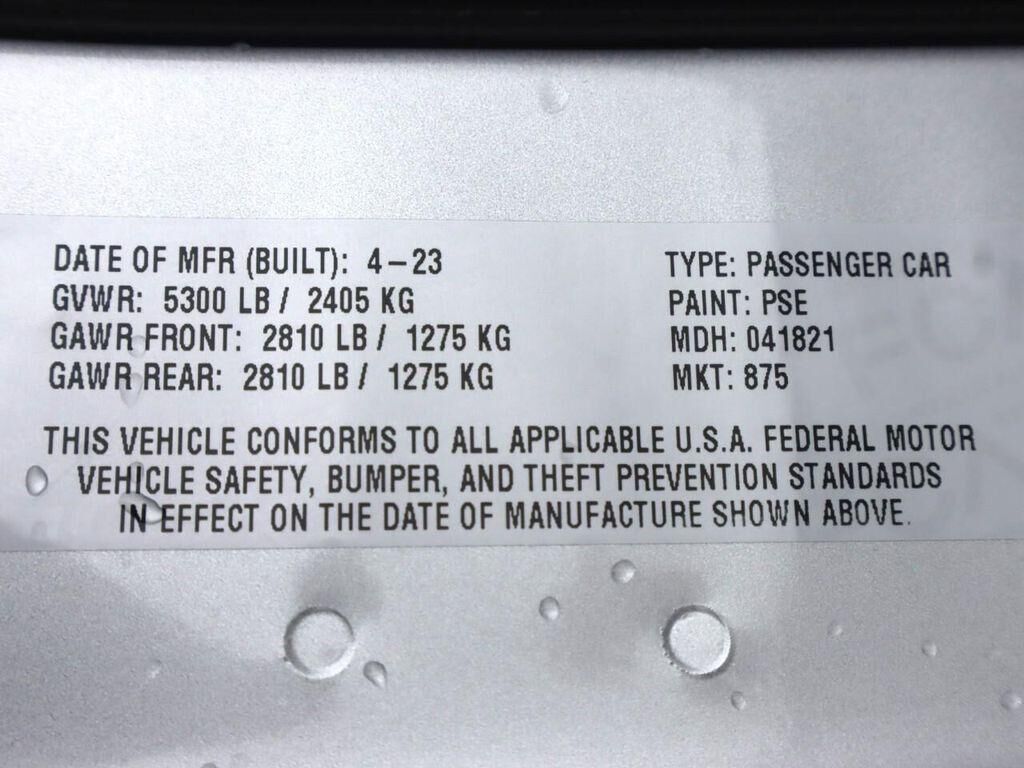 DATE OF MFR (BUILT): 4-23
GVWR: 5300 LB / 2405 KG
GAWR FRONT: 2810 LB / 1275 KG
GAWR REAR: 2810 LB / 1275 KG
TYPE: PASSENGER CAR
PAINT: PSE
MDH: 041821
MKT: 875
THIS VEHICLE CONFORMS TO ALL APPLICABLE U.S.A. FEDERAL MOTOR
VEHICLE SAFETY, BUMPER, AND THEFT PREVENTION STANDARDS
IN EFFECT ON THE DATE OF MANUFACTURE SHOWN ABOVE.